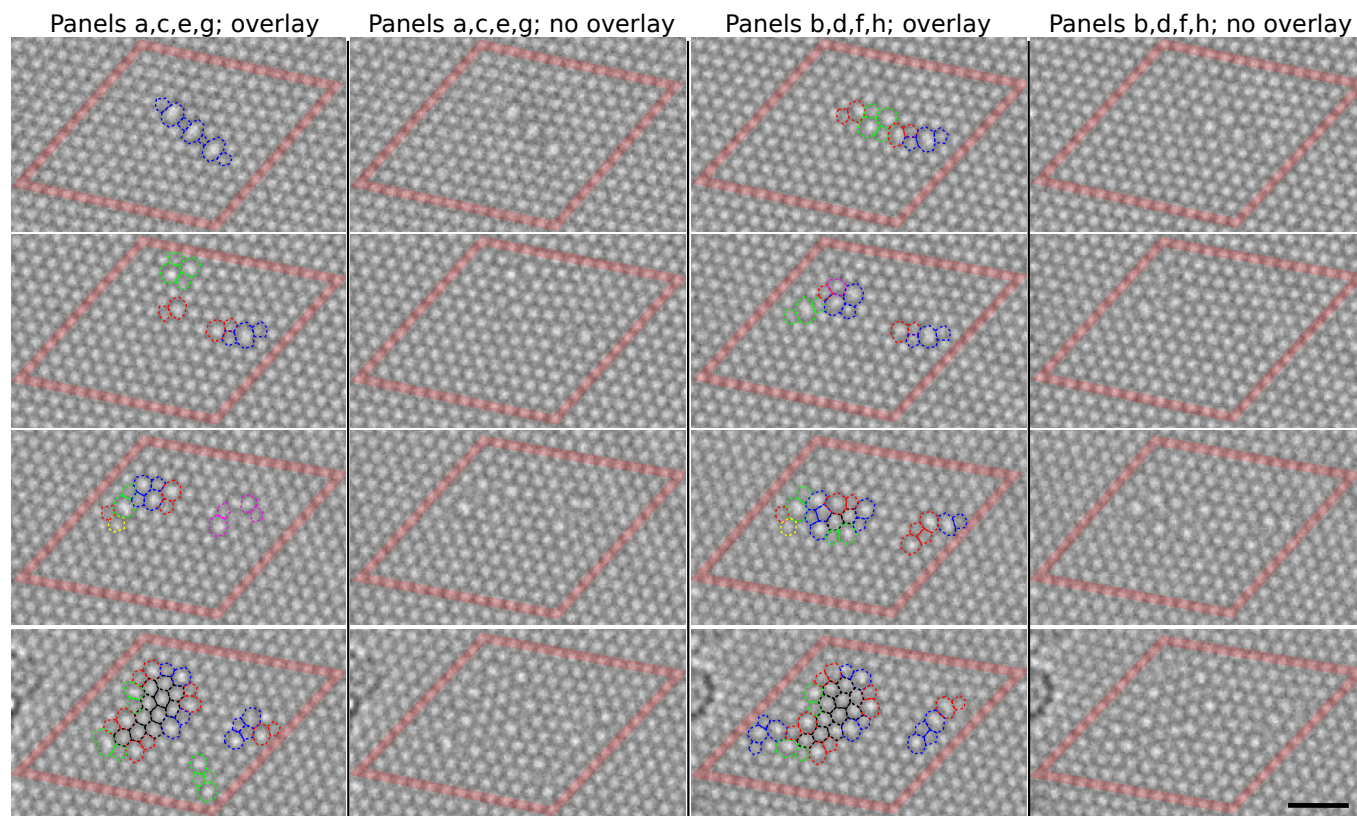 Panels a,c,e,g; overlay
Panels a,c,e,g; no overlay
Panels b,d,f,h; overlay
Panels b,d,f,h; no overlay